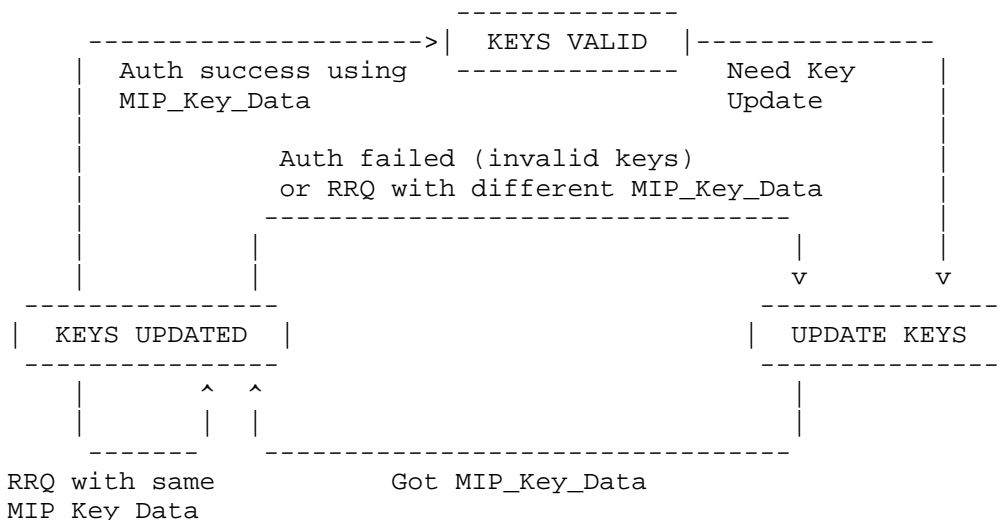 KEYS VALID
Auth success using
MIP_Key_Data
Need Key
Update
Auth failed (invalid keys)
or RRQ with different MIP_Key_Data
KEYS UPDATED
UPDATE KEYS
RRQ with same
MIP Key Data
Got MIP_Key_Data